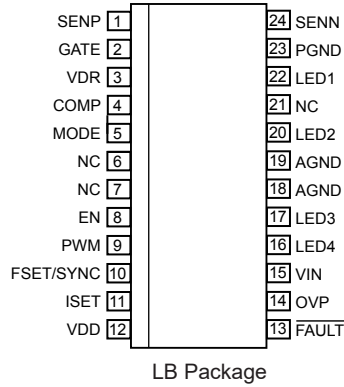 SENP 1
GATE 2
VDR 3
COMP 4
MODE 5
NC 6
NC 7
EN 8
PWM 9
FSET/SYNC 10
ISET 11
VDD 12
24 SENN
23 PGND
22 LED1
21 NC
20 LED2
19 AGND
18 AGND
17 LED3
16 LED4
15 VIN
14 OVP
13 FAULT
LB Package